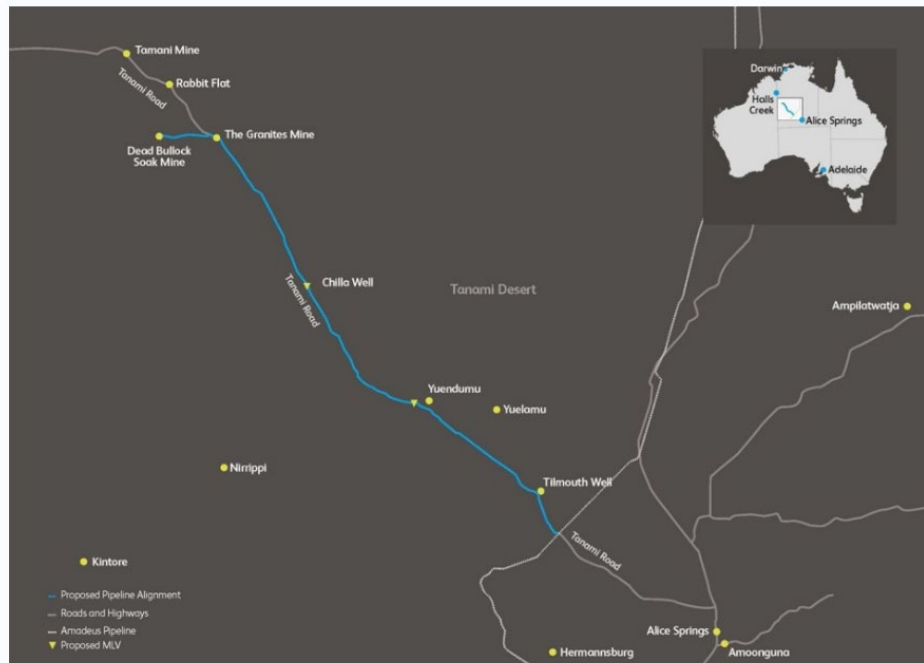 Tamani Mine
Tanami Road
Rabbit Flat
The Granites Mine
Dead Bullock
Soak Mine
Chilla Well
Tanami Road
Tanami Desert
Yuendumu
Yuelamu
Nirrippi
Tilmouth Well
Tanami Road
Kintore
Ampilatwatja
Alice Springs
Amoonguna
Hermannsburg
Darwin
Halls
Creek
Alice Springs
Adelaide
Proposed Pipeline Alignment
Roads and Highways
Amadeus Pipeline
Proposed MLV